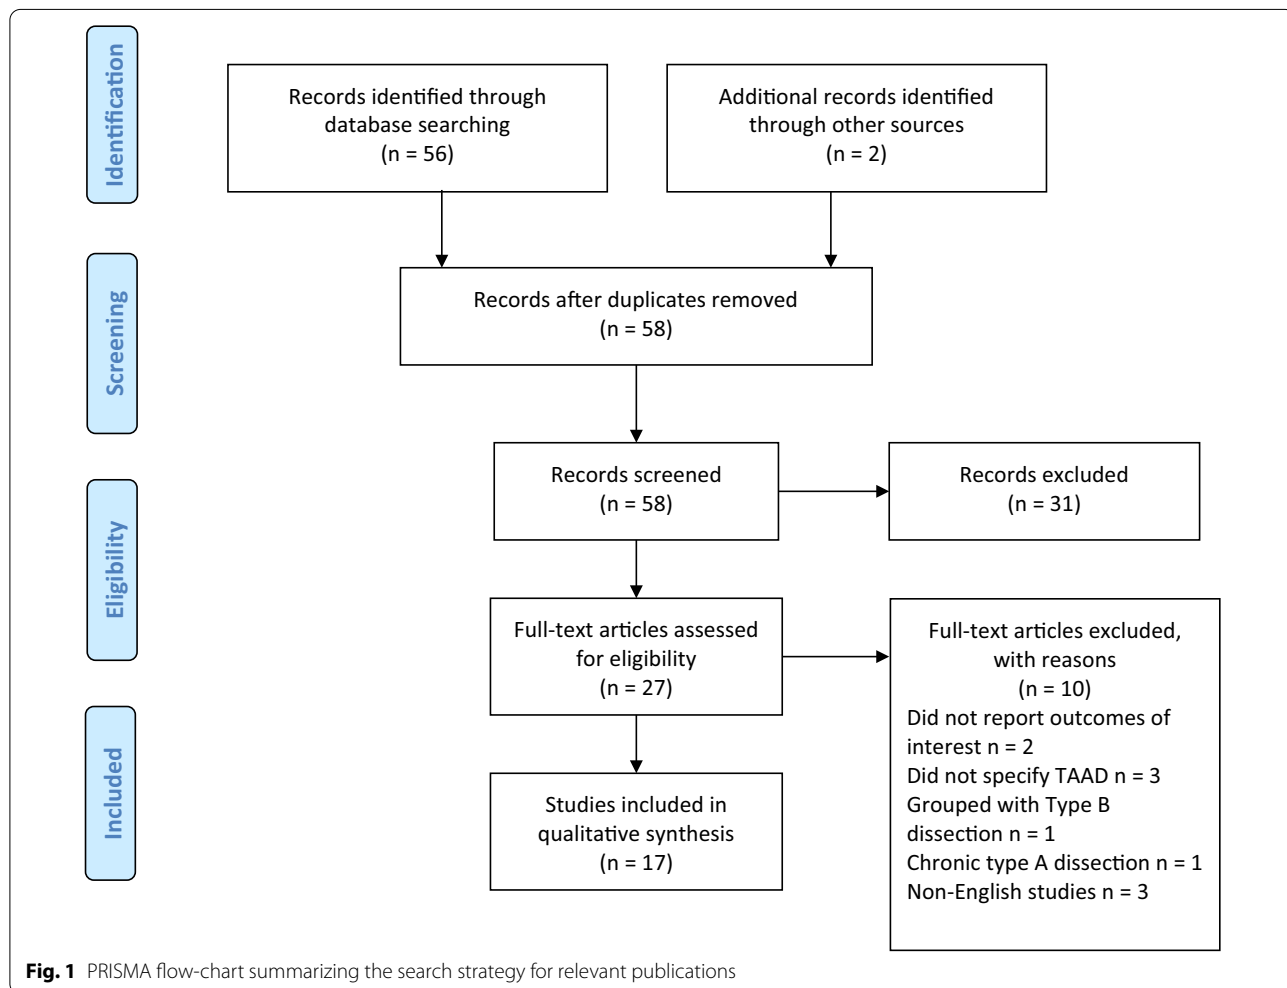 Identification
Records identified through
database searching
(n = 56)
Additional records identified
through other sources
(n = 2)
Screening
Records after duplicates removed
(n = 58)
Records screened
(n = 58)
Records excluded
(n = 31)
Eligibility
Full-text articles assessed
for eligibility
(n = 27)
Full-text articles excluded,
with reasons
(n = 10)
Did not report outcomes of
interest n = 2
Did not specify TAAD n = 3
Grouped with Type B
dissection n = 1
Chronic type A dissection n = 1
Non-English studies n = 3
Included
Studies included in
qualitative synthesis
(n = 17)
Fig. 1 PRISMA flow-chart summarizing the search strategy for relevant publications